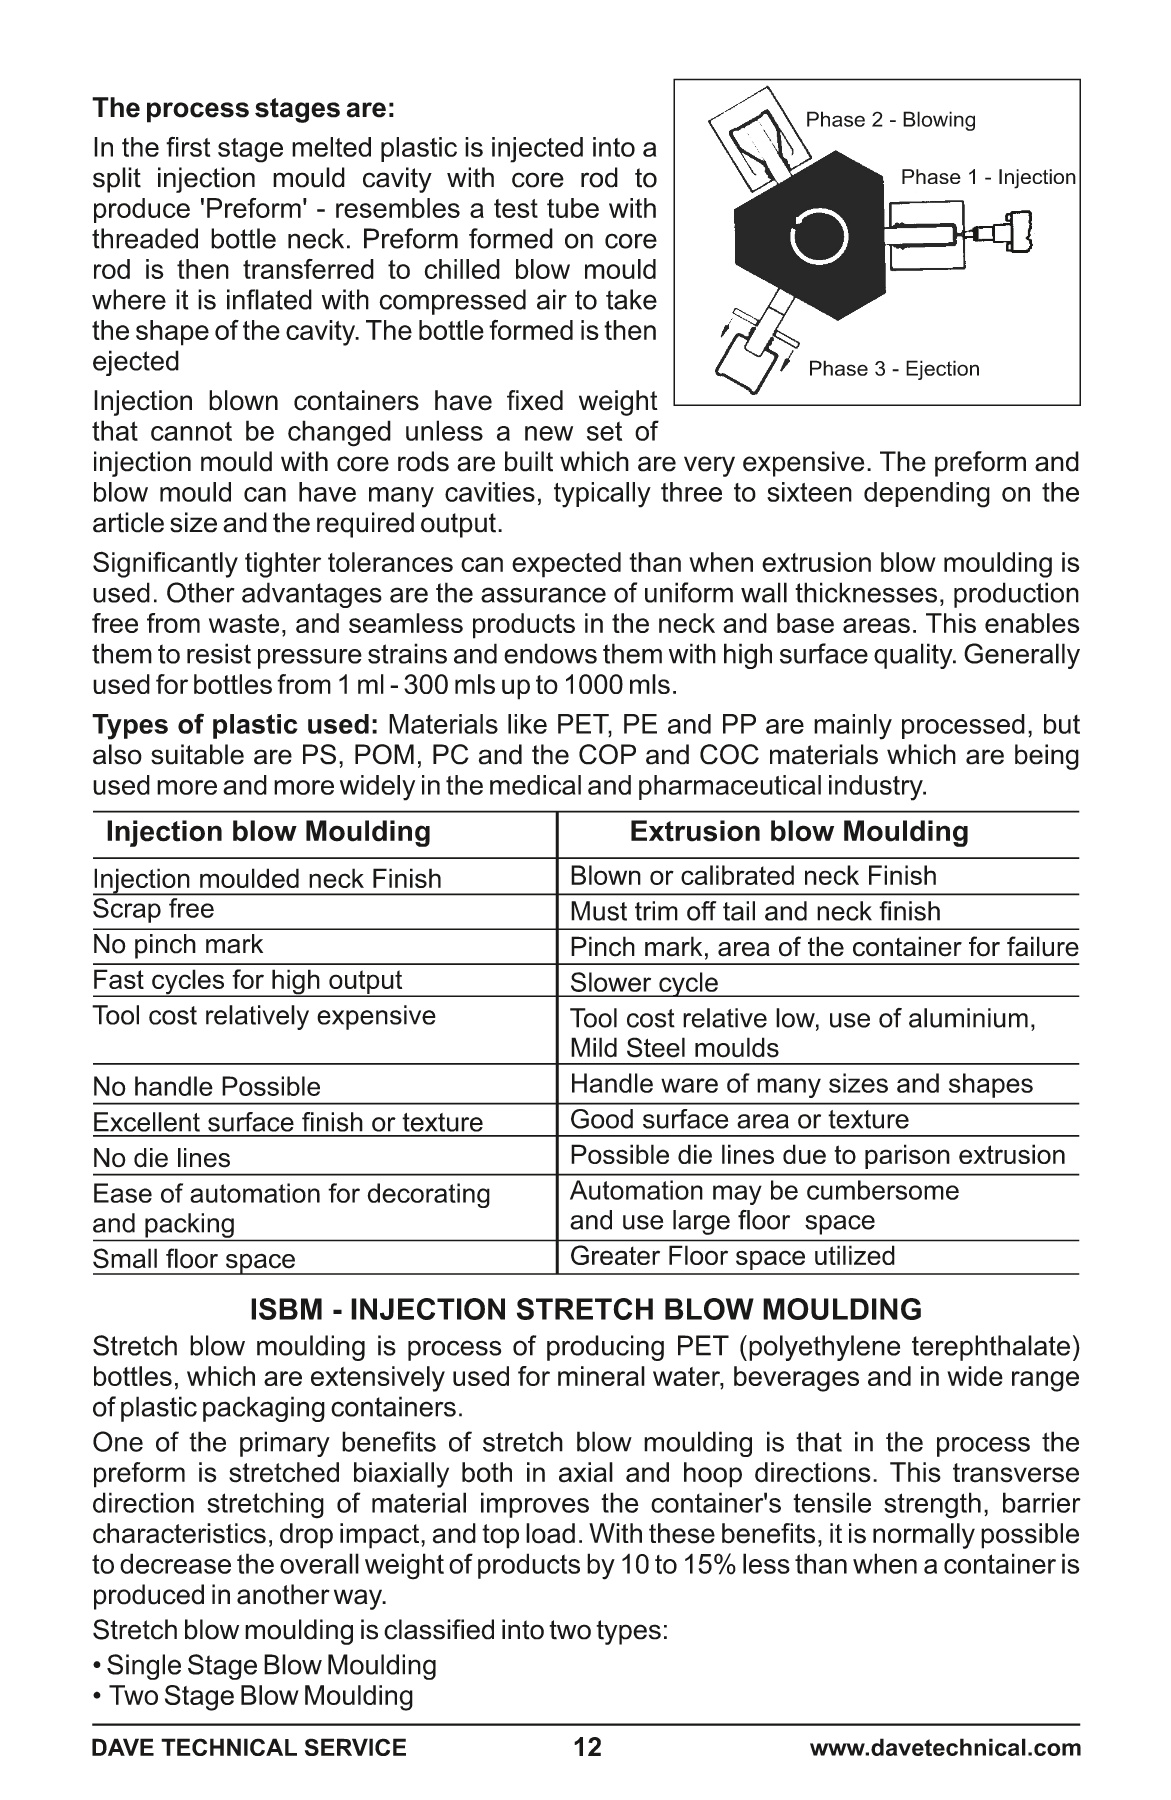 The process stages are:
In the first stage melted plastic is injected into a
split injection mould cavity with core rod to
produce 'Preform' - resembles a test tube with
threaded bottle neck. Preform formed on core
rod is then transferred to chilled blow mould
where it is inflated with compressed air to take
the shape of the cavity. The bottle formed is then
ejected
Phase 2 - Blowing
Phase 1 - Injection
Phase 3 - Ejection
Injection blown containers have fixed weight
that cannot be changed unless a new set of
injection mould with core rods are built which are very expensive. The preform and
blow mould can have many cavities, typically three to sixteen depending on the
article size and the required output.
Significantly tighter tolerances can expected than when extrusion blow moulding is
used. Other advantages are the assurance of uniform wall thicknesses, production
free from waste, and seamless products in the neck and base areas. This enables
them to resist pressure strains and endows them with high surface quality. Generally
used for bottles from 1 ml - 300 mls up to 1000 mls.
Types of plastic used: Materials like PET, PE and PP are mainly processed, but
also suitable are PS, POM, PC and the COP and COC materials which are being
used more and more widely in the medical and pharmaceutical industry.
Injection blow Moulding Extrusion blow Moulding
Injection moulded neck Finish Blown or calibrated neck Finish
Scrap free Must trim off tail and neck finish
No pinch mark Pinch mark, area of the container for failure
Fast cycles for high output Slower cycle
Tool cost relatively expensive Tool cost relative low, use of aluminium,
Mild Steel moulds
No handle Possible Handle ware of many sizes and shapes
Excellent surface finish or texture Good surface area or texture
No die lines Possible die lines due to parison extrusion
Ease of automation for decorating Automation may be cumbersome
and packing and use large floor space
Small floor space Greater Floor space utilized
ISBM - INJECTION STRETCH BLOW MOULDING
Stretch blow moulding is process of producing PET (polyethylene terephthalate)
bottles, which are extensively used for mineral water, beverages and in wide range
of plastic packaging containers.
One of the primary benefits of stretch blow moulding is that in the process the
preform is stretched biaxially both in axial and hoop directions. This transverse
direction stretching of material improves the container's tensile strength, barrier
characteristics, drop impact, and top load. With these benefits, it is normally possible
to decrease the overall weight of products by 10 to 15% less than when a container is
produced in another way.
Stretch blow moulding is classified into two types:
• Single Stage Blow Moulding
• Two Stage Blow Moulding
DAVE TECHNICAL SERVICE 12 www.davetechnical.com